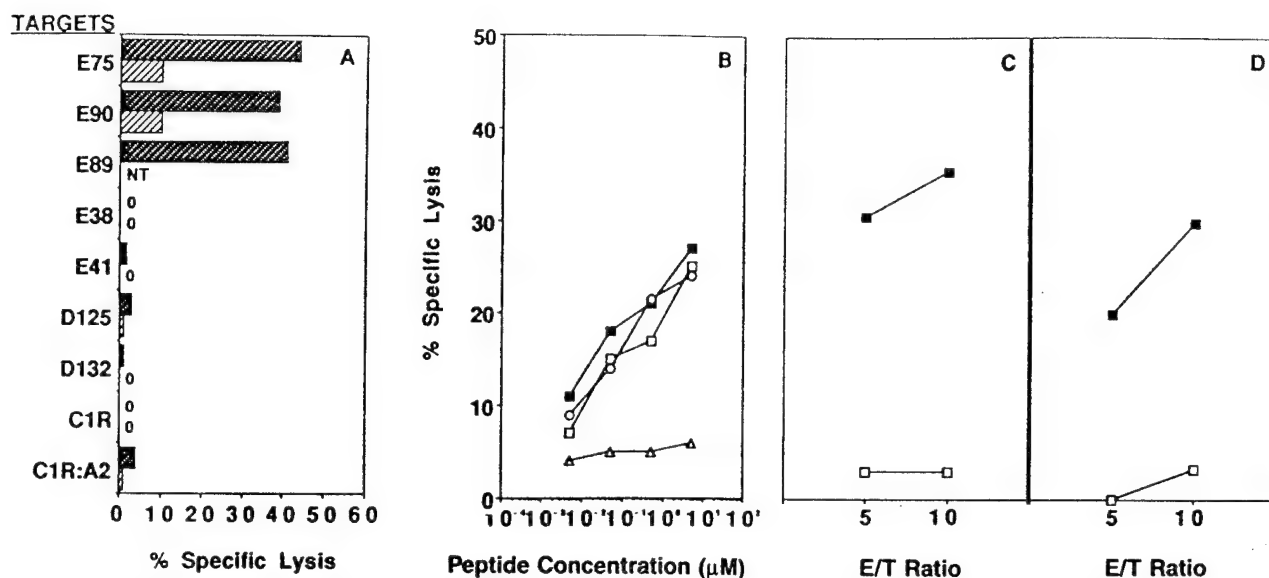 TARGETS
E75
E90
E89
E38
E41
D125
D132
C1R
C1R:A2
A
NT
0
0
0
0
0
0
0 10 20 30 40 50 60
% Specific Lysis
B
% Specific Lysis
50
40
30
20
10
0
Peptide Concentration (μM)
C
5 10
E/T Ratio
D
5 10
E/T Ratio